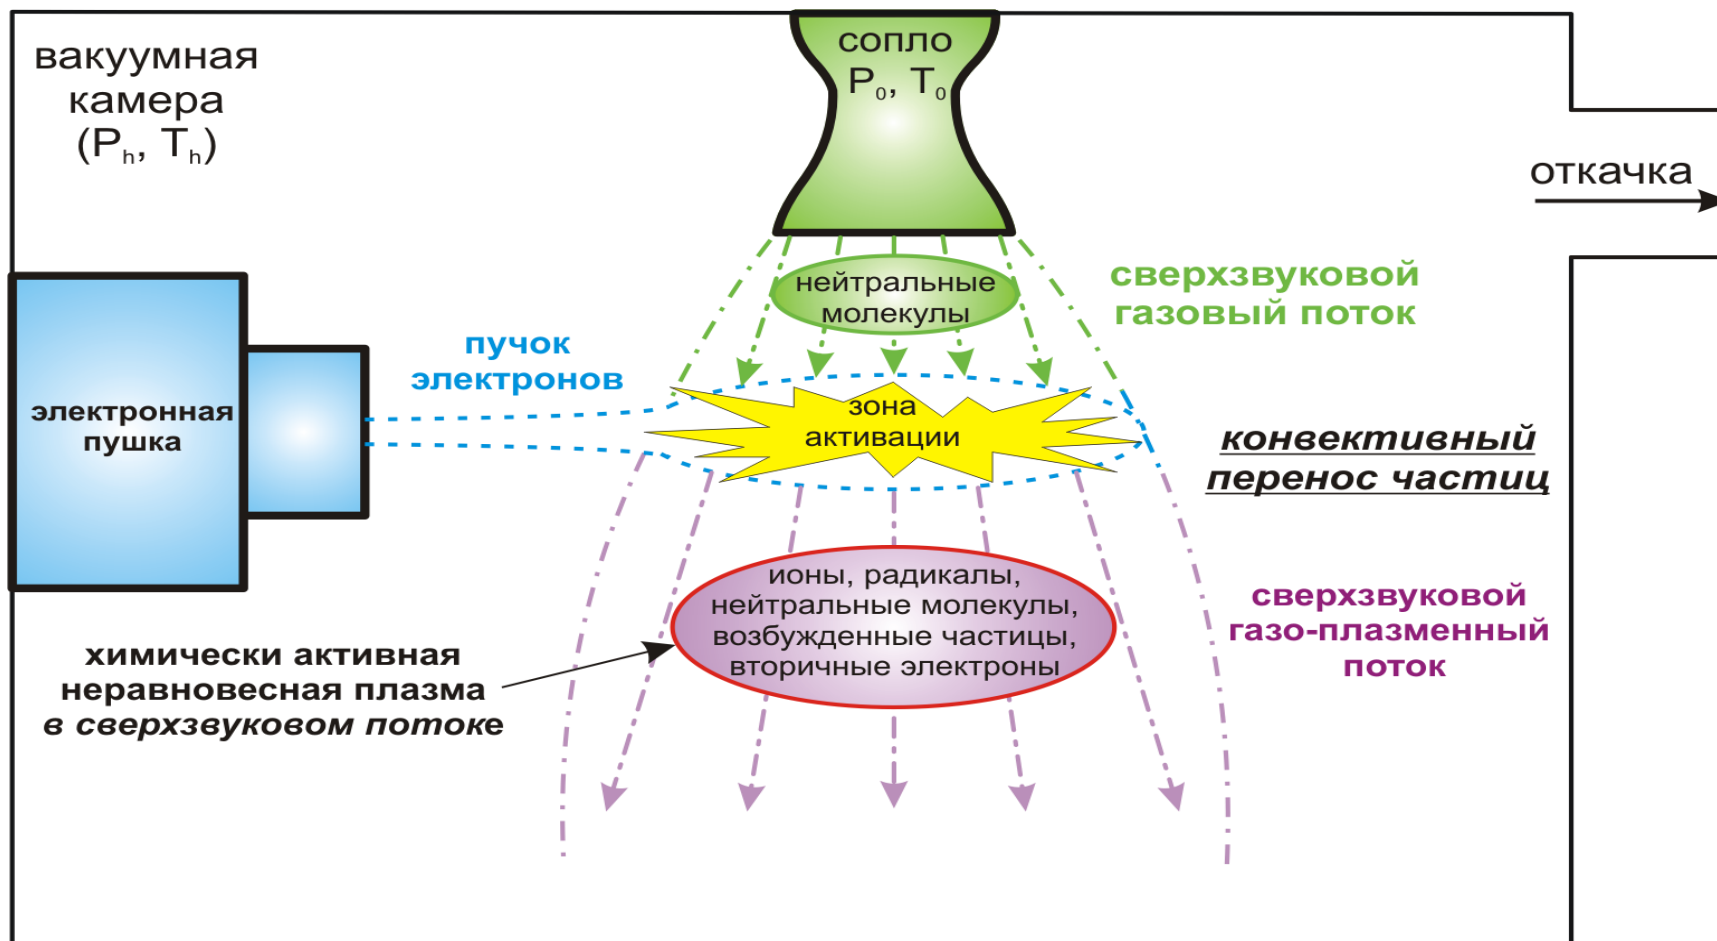 вакуумная
камера
(Pₕ, Tₕ)
сопло
P₀, T₀
откачка
нейтральные
молекулы
сверхзвуковой
газовый поток
пучок
электронов
электронная
пушка
зона
активации
конвективный
перенос частиц
ионы, радикалы,
нейтральные молекулы,
возбужденные частицы,
вторичные электроны
сверхзвуковой
газо-плазменный
поток
химически активная
неравновесная плазма
в сверхзвуковом потоке